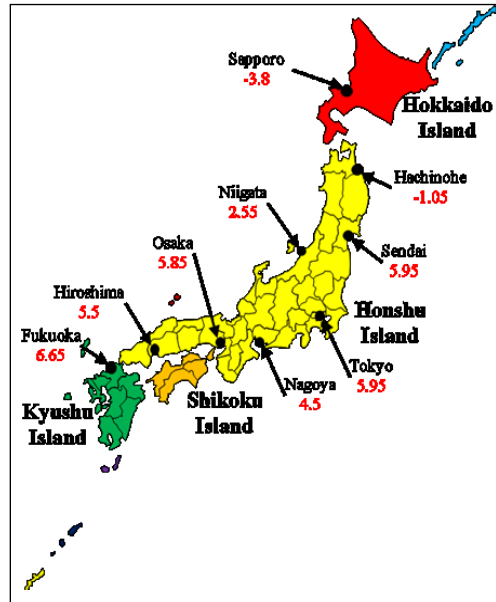 Sapporo
-3.8
Hokkaido
Island
Hachinohe
-1.05
Niigata
2.55
Osaka
5.85
Sendai
5.95
Hiroshima
5.5
Honshu
Island
Fukuoka
6.65
Tokyo
5.95
Nagoya
4.5
Shikoku
Island
Kyushu
Island